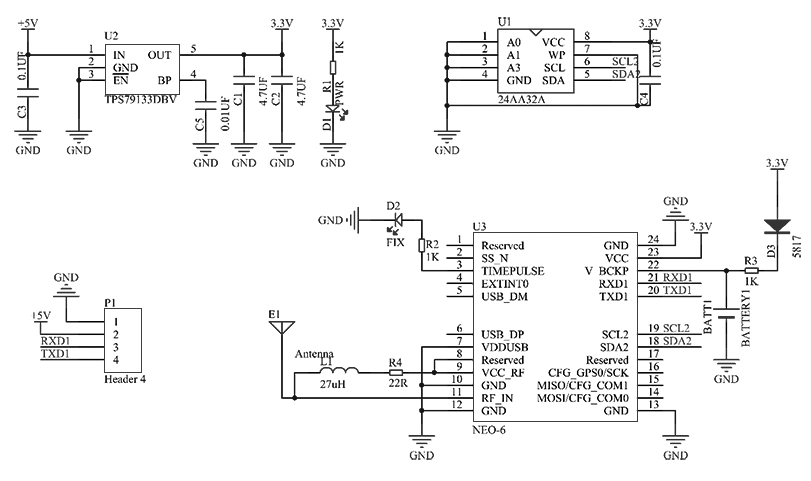 +5V
U2
3.3V
3.3V
1 IN OUT 5
2 GND
3 EN BP 4
TPS79133DBV
0.1UF
C3
GND
GND
C5
0.01UF
GND
C1
4.7UF
GND
C2
4.7UF
GND
1K
R1
PWR
D1
GND
U1
3.3V
1 A0 VCC 8
2 A1 WP 7
3 A3 SCL 6 SCL2
4 GND SDA 5 SDA2
24AA32A
0.1UF
C4
GND
GND
3.3V
D3
5817
GND
D2
FIX
R2
1K
U3
GND
3.3V
1 Reserved GND 24
2 SS_N VCC 23
3 TIMEPULSE V_BCKP 22
4 EXTINT0 RXD1 21 RXD1
5 USB_DM TXD1 20 TXD1
6 USB_DP SCL2 19 SCL2
7 VDDUSB SDA2 18 SDA2
8 Reserved Reserved 17
9 VCC_RF CFG_GPS0/SCK 16
10 GND MISO/CFG_COM1 15
11 RF_IN MOSI/CFG_COM0 14
12 GND GND 13
NEO-6
GND
GND
R3
1K
BATT1
BATTERY1
GND
GND
+5V
RXD1
TXD1
P1
1
2
3
4
Header 4
E1
Antenna
L1
27uH
R4
22R